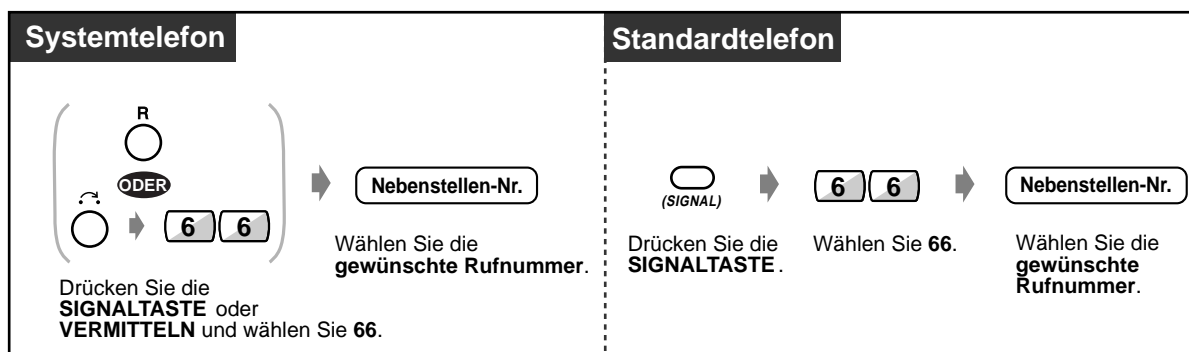 Systemtelefon
R
ODER
6 6
Nebenstellen-Nr.
Wählen Sie die
gewünschte Rufnummer.
Drücken Sie die
SIGNALTASTE oder
VERMITTELN und wählen Sie 66.
Standardtelefon
(SIGNAL)
6 6
Nebenstellen-Nr.
Drücken Sie die
SIGNALTASTE.
Wählen Sie 66.
Wählen Sie die
gewünschte
Rufnummer.